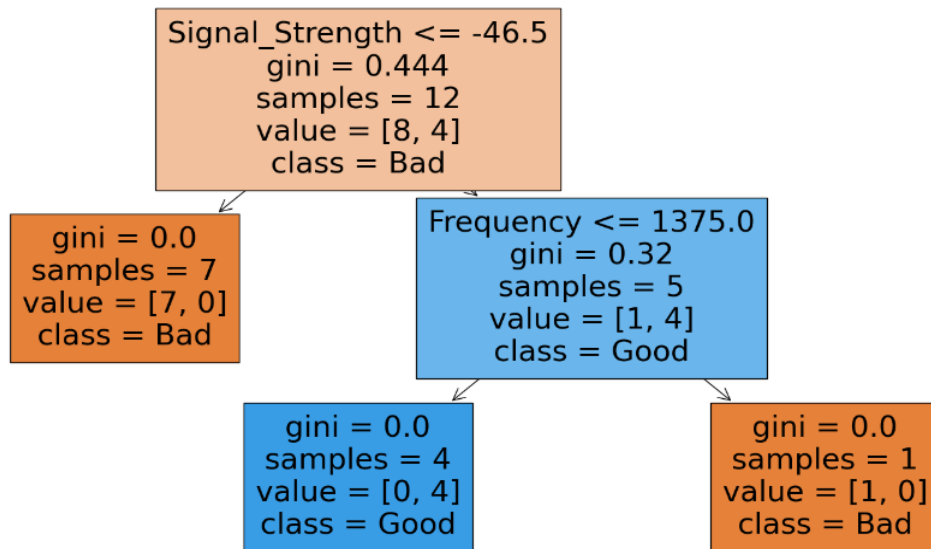 Signal_Strength <= -46.5
gini = 0.444
samples = 12
value = [8, 4]
class = Bad
gini = 0.0
samples = 7
value = [7, 0]
class = Bad
Frequency <= 1375.0
gini = 0.32
samples = 5
value = [1, 4]
class = Good
gini = 0.0
samples = 4
value = [0, 4]
class = Good
gini = 0.0
samples = 1
value = [1, 0]
class = Bad